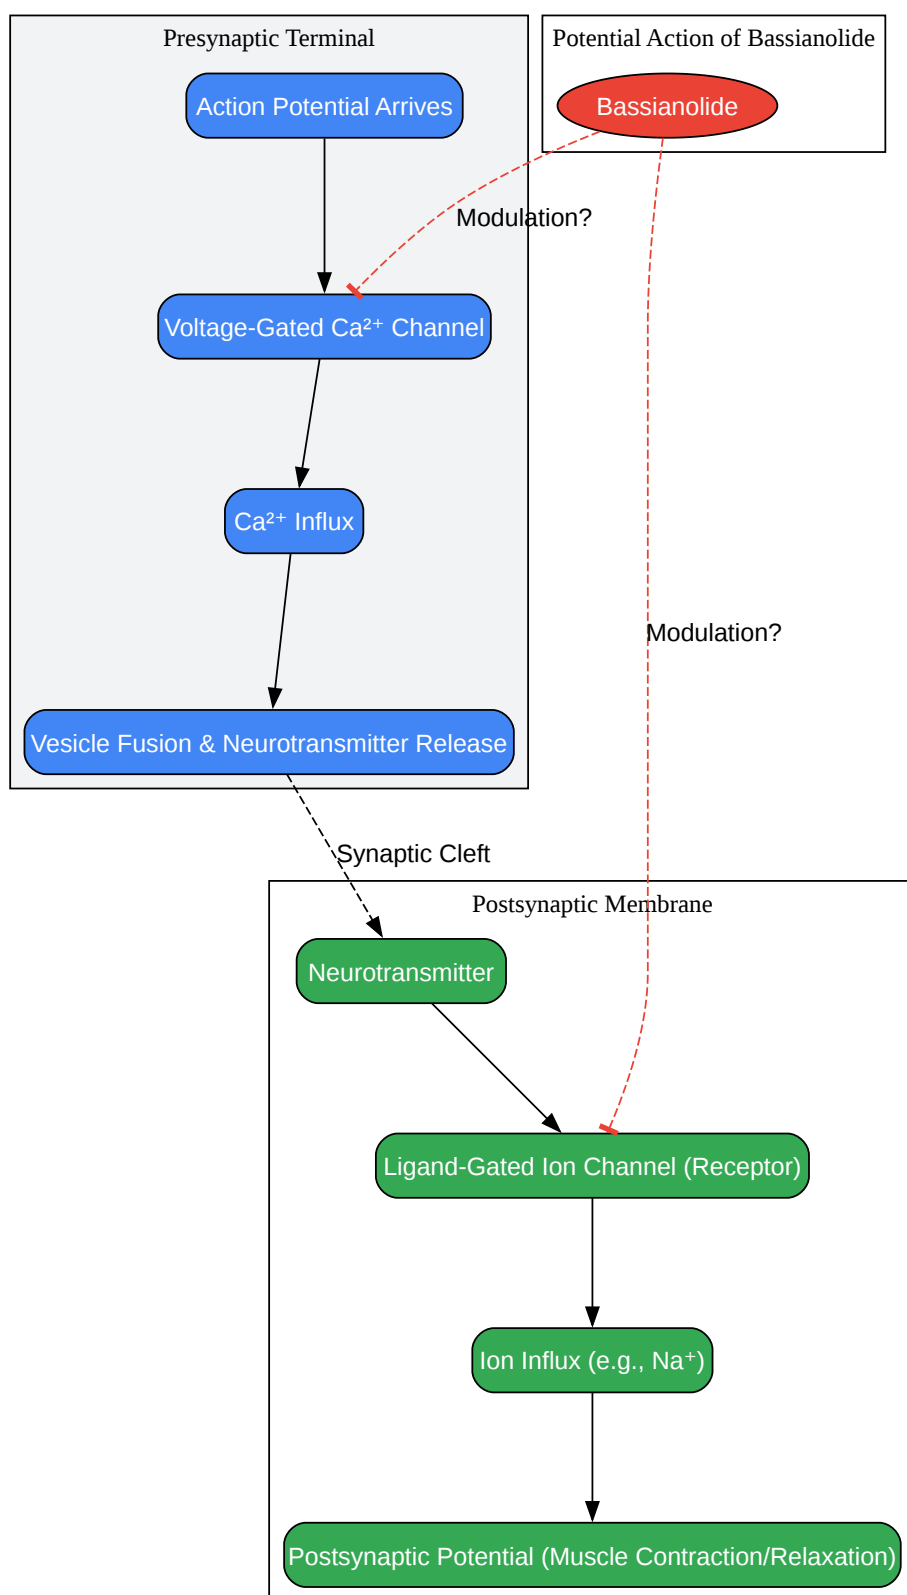 Presynaptic Terminal
Potential Action of Bassianolide
Action Potential Arrives
Bassianolide
Modulation?
Voltage-Gated Ca²⁺ Channel
Ca²⁺ Influx
Modulation?
Vesicle Fusion & Neurotransmitter Release
Synaptic Cleft
Postsynaptic Membrane
Neurotransmitter
Ligand-Gated Ion Channel (Receptor)
Ion Influx (e.g., Na⁺)
Postsynaptic Potential (Muscle Contraction/Relaxation)